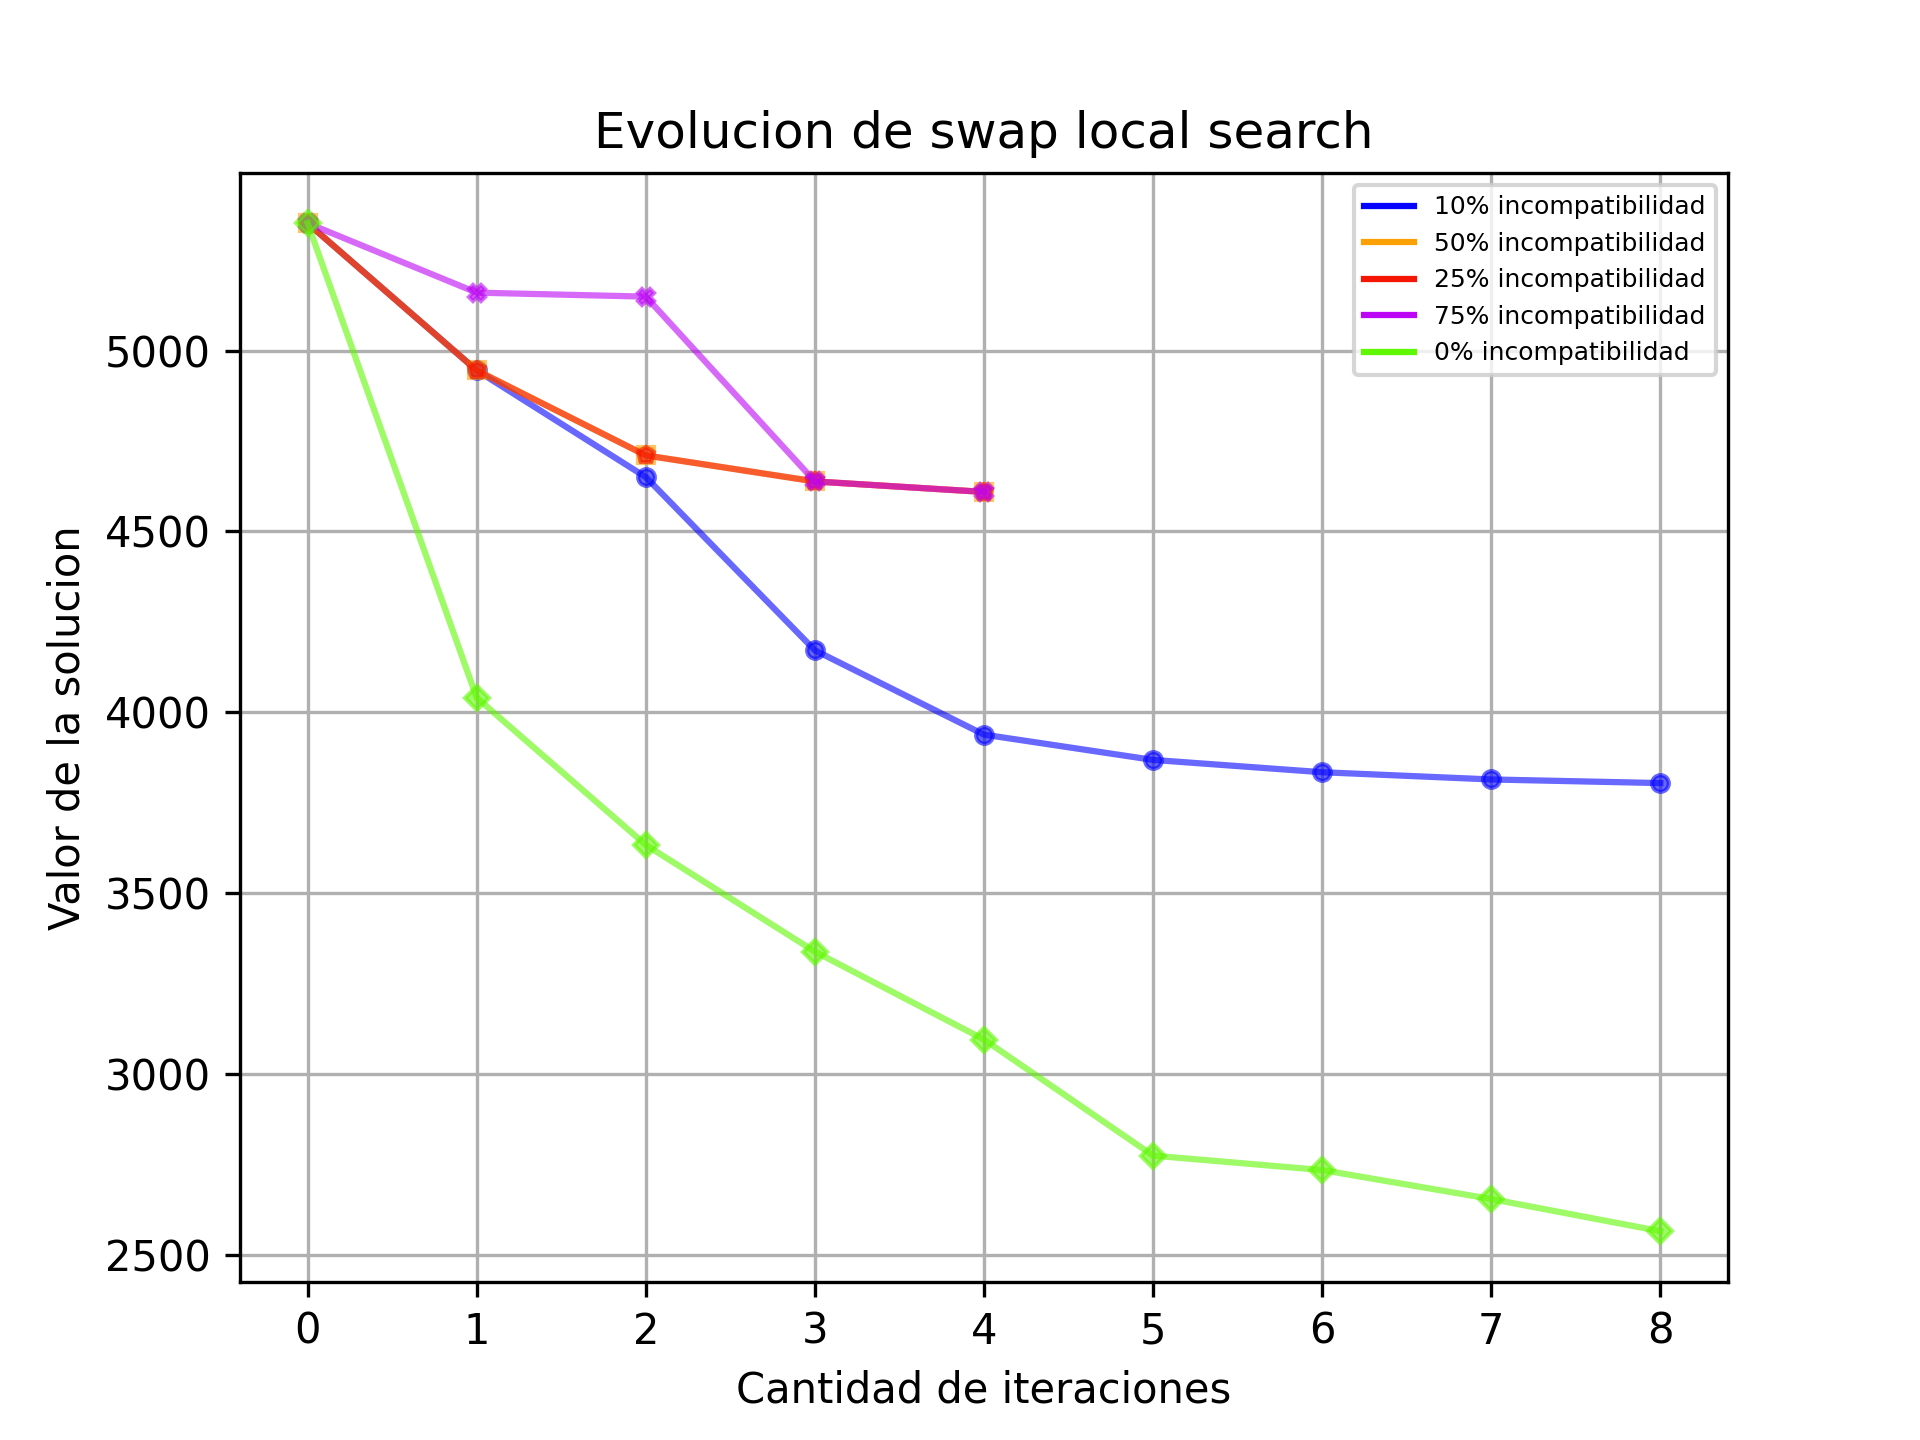 Evolucion de swap local search
10% incompatibilidad
50% incompatibilidad
25% incompatibilidad
75% incompatibilidad
0% incompatibilidad
Valor de la solucion
5000
4500
4000
3500
3000
2500
0 1 2 3 4 5 6 7 8
Cantidad de iteraciones